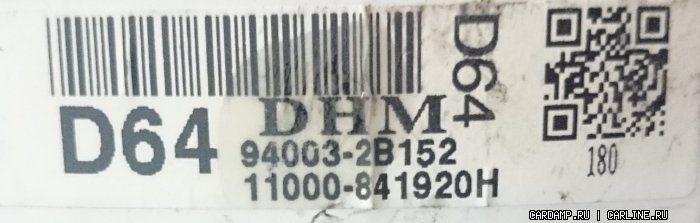 D64
D64
DHM
94003-2B152
11000-841920H
180
CARDAMP.RU | CARLINE.RU